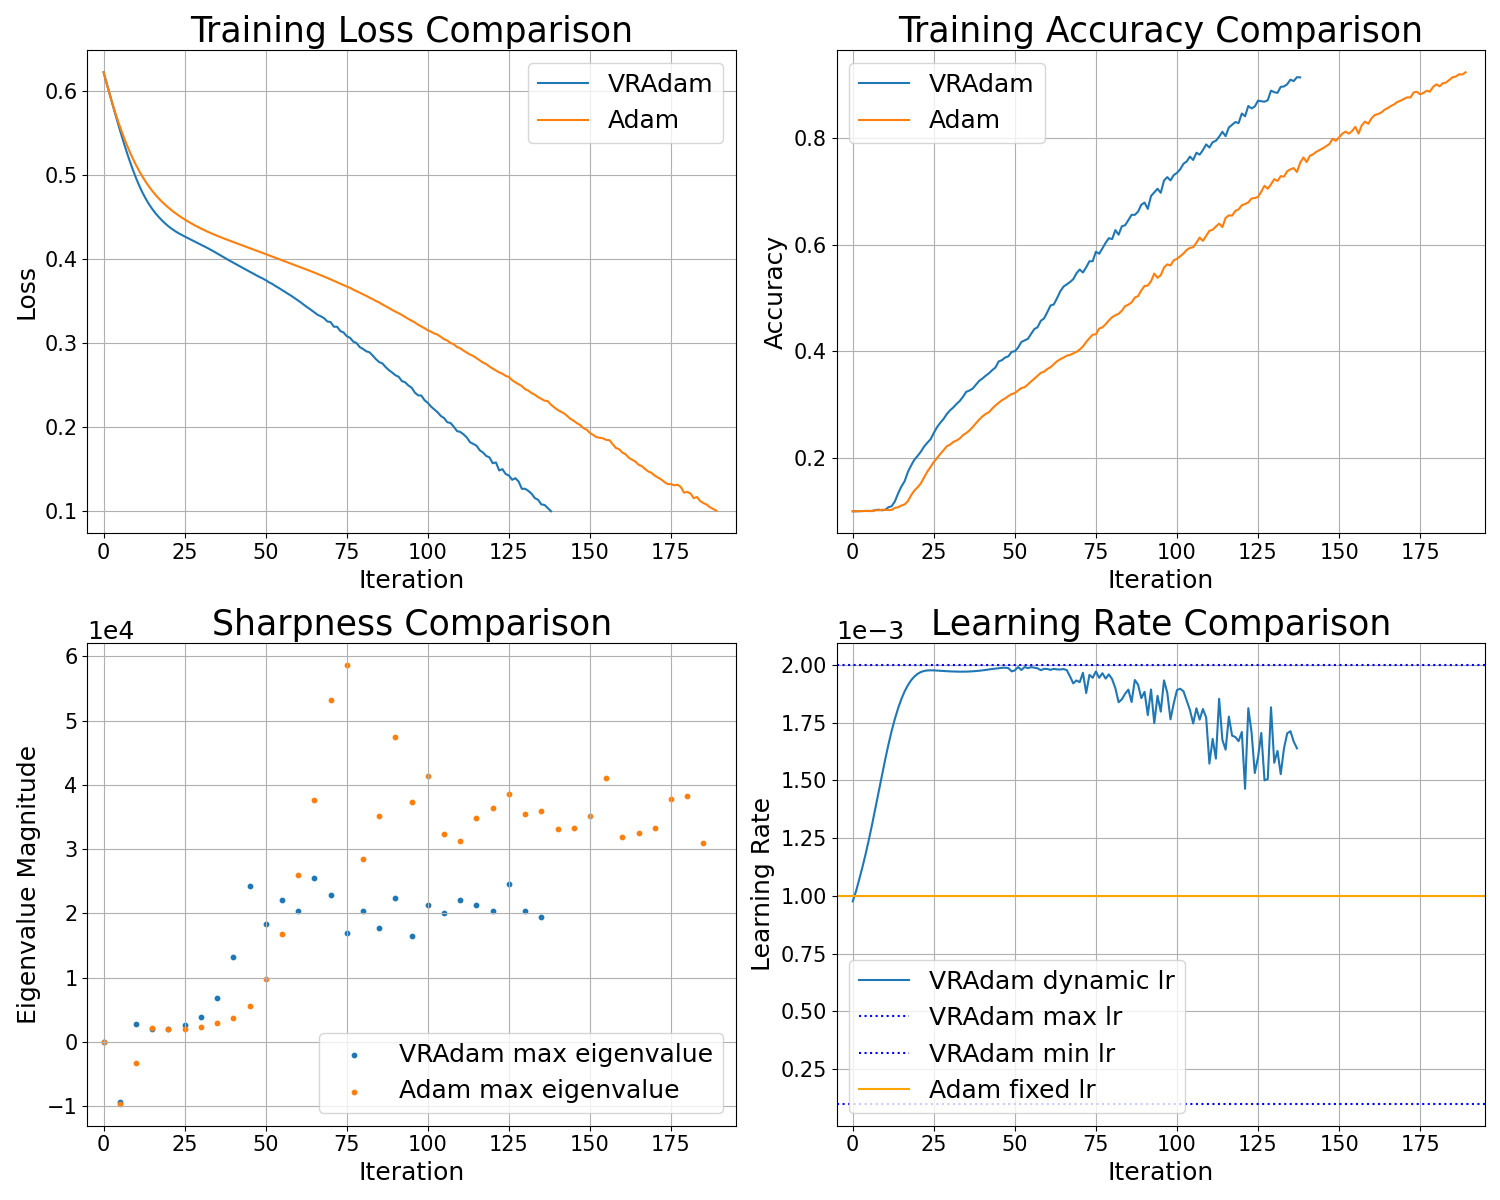 Training Loss Comparison
VRAdam
Adam
0.6
0.5
0.4
0.3
0.2
0.1
Loss
0 25 50 75 100 125 150 175
Iteration
Training Accuracy Comparison
VRAdam
Adam
0.8
0.6
0.4
0.2
Accuracy
0 25 50 75 100 125 150 175
Iteration
Sharpness Comparison
1e4
6
5
4
3
2
1
0
−1
Eigenvalue Magnitude
VRAdam max eigenvalue
Adam max eigenvalue
0 25 50 75 100 125 150 175
Iteration
Learning Rate Comparison
1e−3
2.00
1.75
1.50
1.25
1.00
0.75
0.50
0.25
Learning Rate
VRAdam dynamic lr
VRAdam max lr
VRAdam min lr
Adam fixed lr
0 25 50 75 100 125 150 175
Iteration